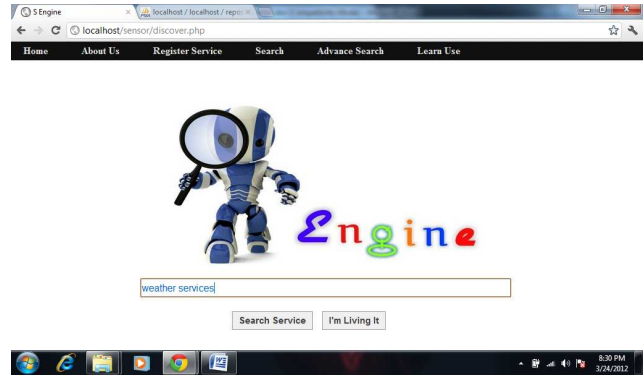 S Engine
localhost / localhost / repos
localhost/sensor/discover.php
Home About Us Register Service Search Advance Search Learn Use
Engine
weather services
Search Service I'm Living It
8:30 PM
3/24/2012